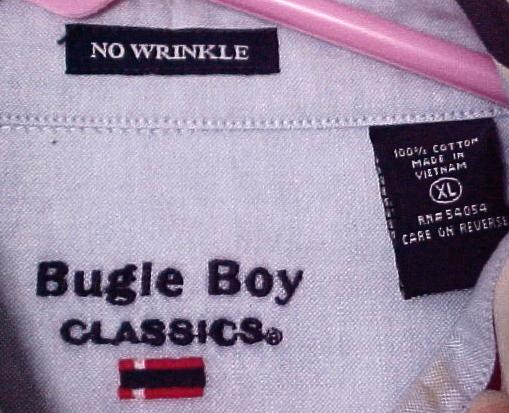 NO WRINKLE
100% COTTON
MADE IN
VIETNAM
XL
RN# 54054
CARE ON REVERSE
Bugle Boy
CLASSICS®